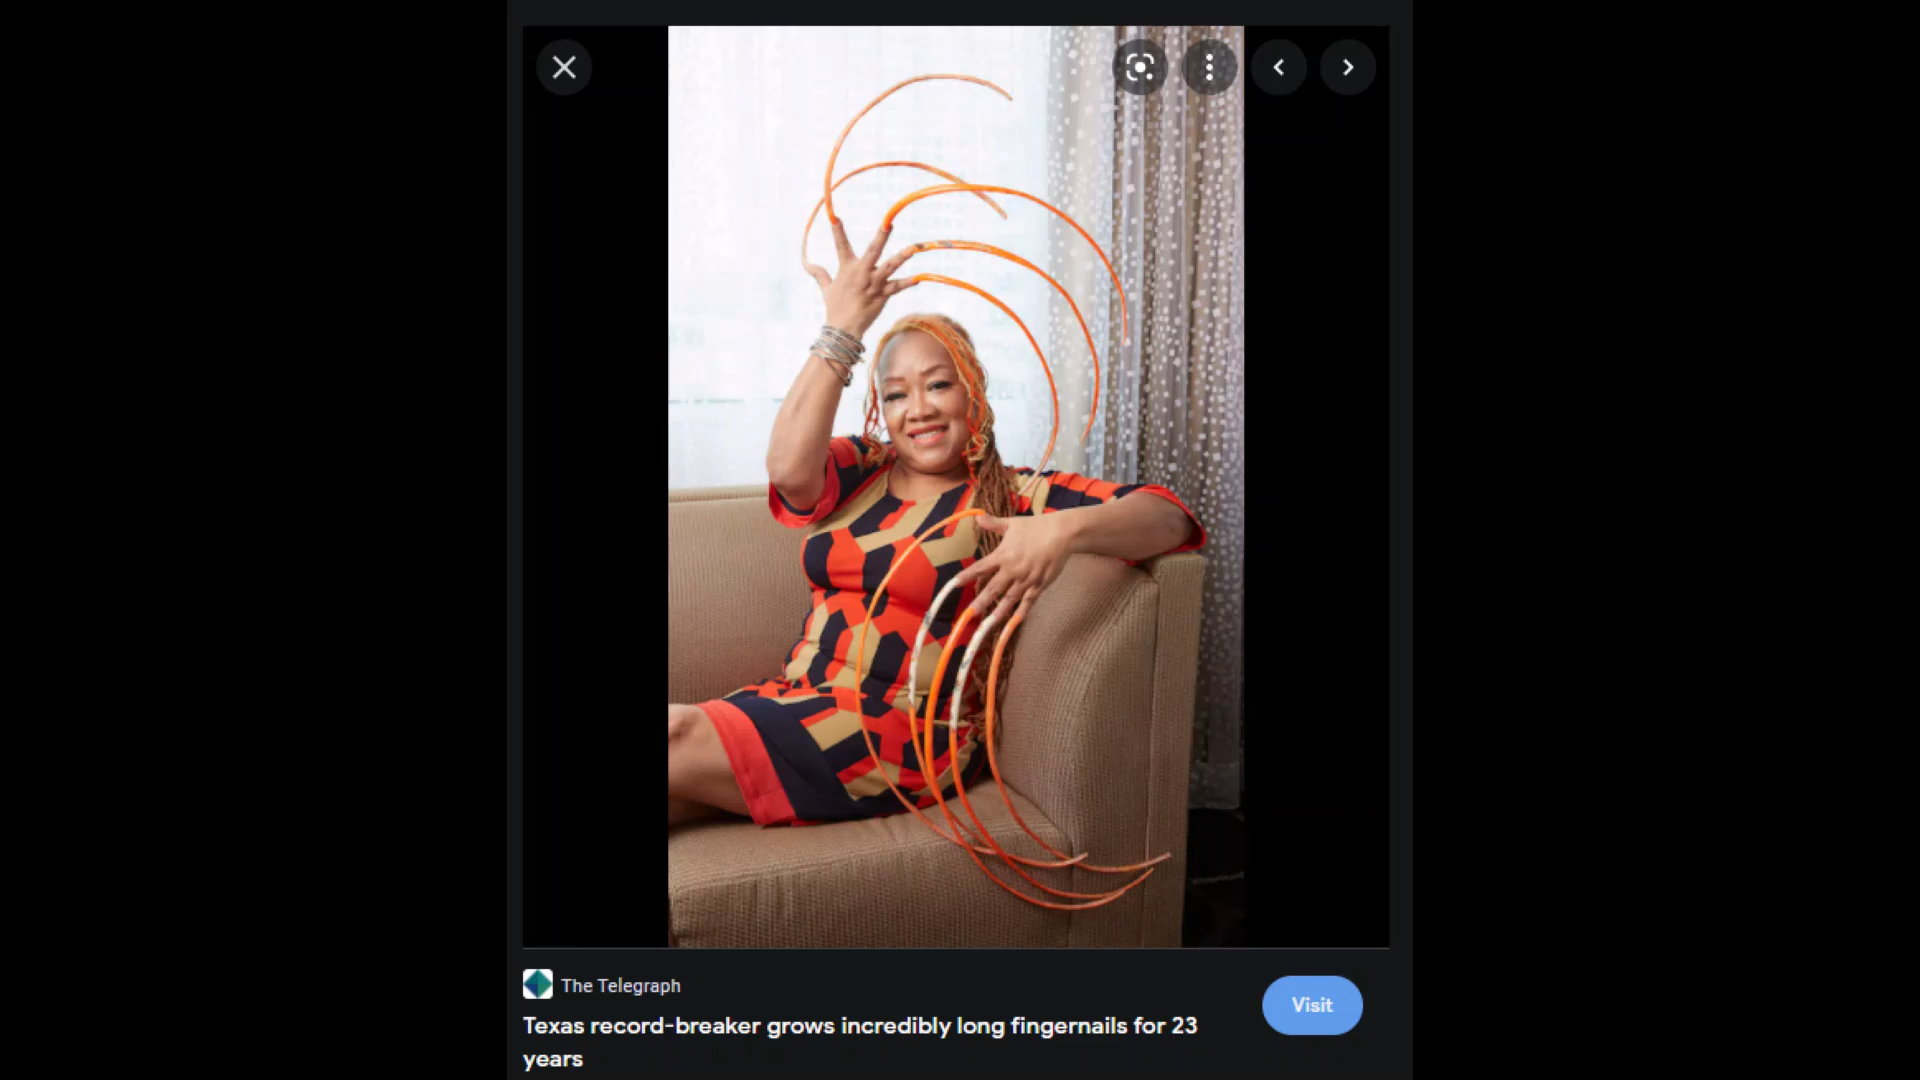 The Telegraph
Visit
Texas record-breaker grows incredibly long fingernails for 23
years